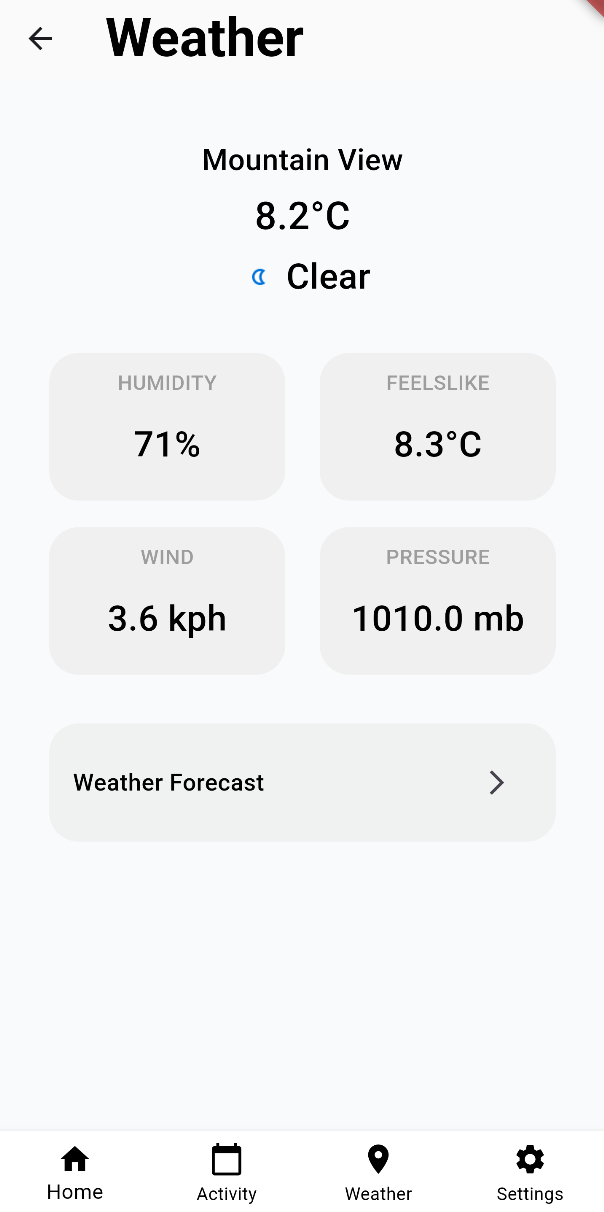 Weather
Mountain View
8.2°C
Clear
HUMIDITY
71%
FEELSLIKE
8.3°C
WIND
3.6 kph
PRESSURE
1010.0 mb
Weather Forecast
Home
Activity
Weather
Settings